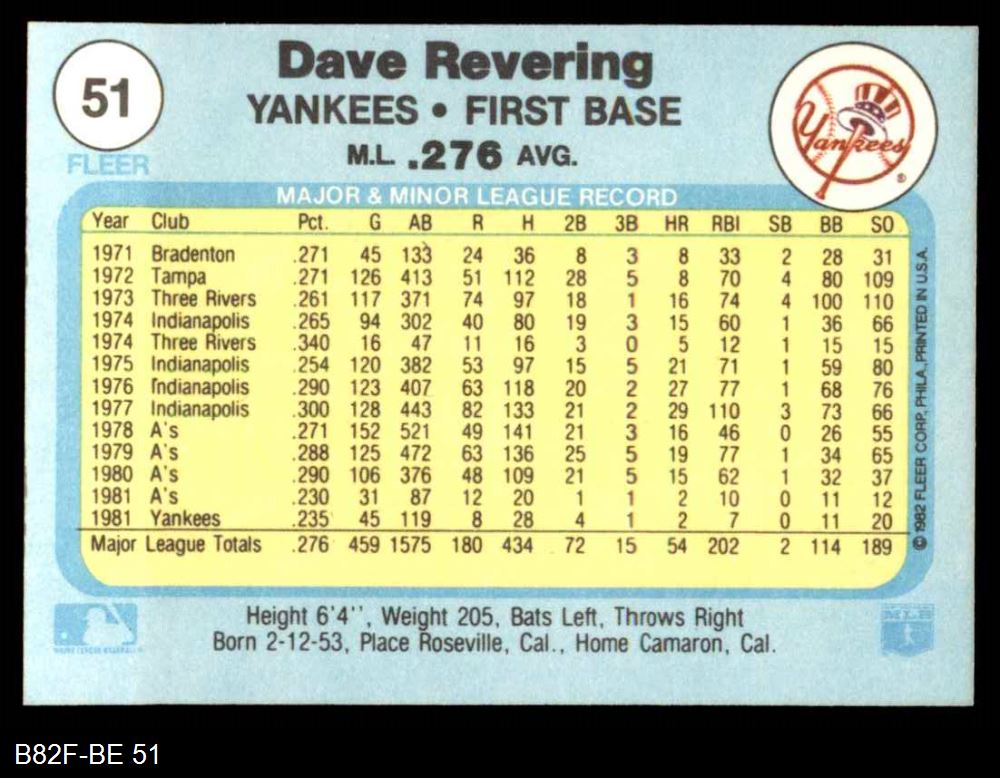 51
FLEER
Dave Revering
YANKEES • FIRST BASE
M.L. .276 AVG.
Yankees
®
MAJOR & MINOR LEAGUE RECORD
Year Club Pct. G AB R H 2B 3B HR RBI SB BB SO
1971 Bradenton .271 45 133 24 36 8 3 8 33 2 28 31
1972 Tampa .271 126 413 51 112 28 5 8 70 4 80 109
1973 Three Rivers .261 117 371 74 97 18 1 16 74 4 100 110
1974 Indianapolis .265 94 302 40 80 19 3 15 60 1 36 66
1974 Three Rivers .340 16 47 11 16 3 0 5 12 1 15 15
1975 Indianapolis .254 120 382 53 97 15 5 21 71 1 59 80
1976 Indianapolis .290 123 407 63 118 20 2 27 77 1 68 76
1977 Indianapolis .300 128 443 82 133 21 2 29 110 3 73 66
1978 A's .271 152 521 49 141 21 3 16 46 0 26 55
1979 A's .288 125 472 63 136 25 5 19 77 1 34 65
1980 A's .290 106 376 48 109 21 5 15 62 1 32 37
1981 A's .230 31 87 12 20 1 1 2 10 0 11 12
1981 Yankees .235 45 119 8 28 4 1 2 7 0 11 20
Major League Totals .276 459 1575 180 434 72 15 54 202 2 114 189
©1982 FLEER CORP., PHILA., PRINTED IN U.S.A.
Height 6'4'', Weight 205, Bats Left, Throws Right
Born 2-12-53, Place Roseville, Cal., Home Camaron, Cal.
MAJOR LEAGUE BASEBALL
MLB
B82F-BE 51